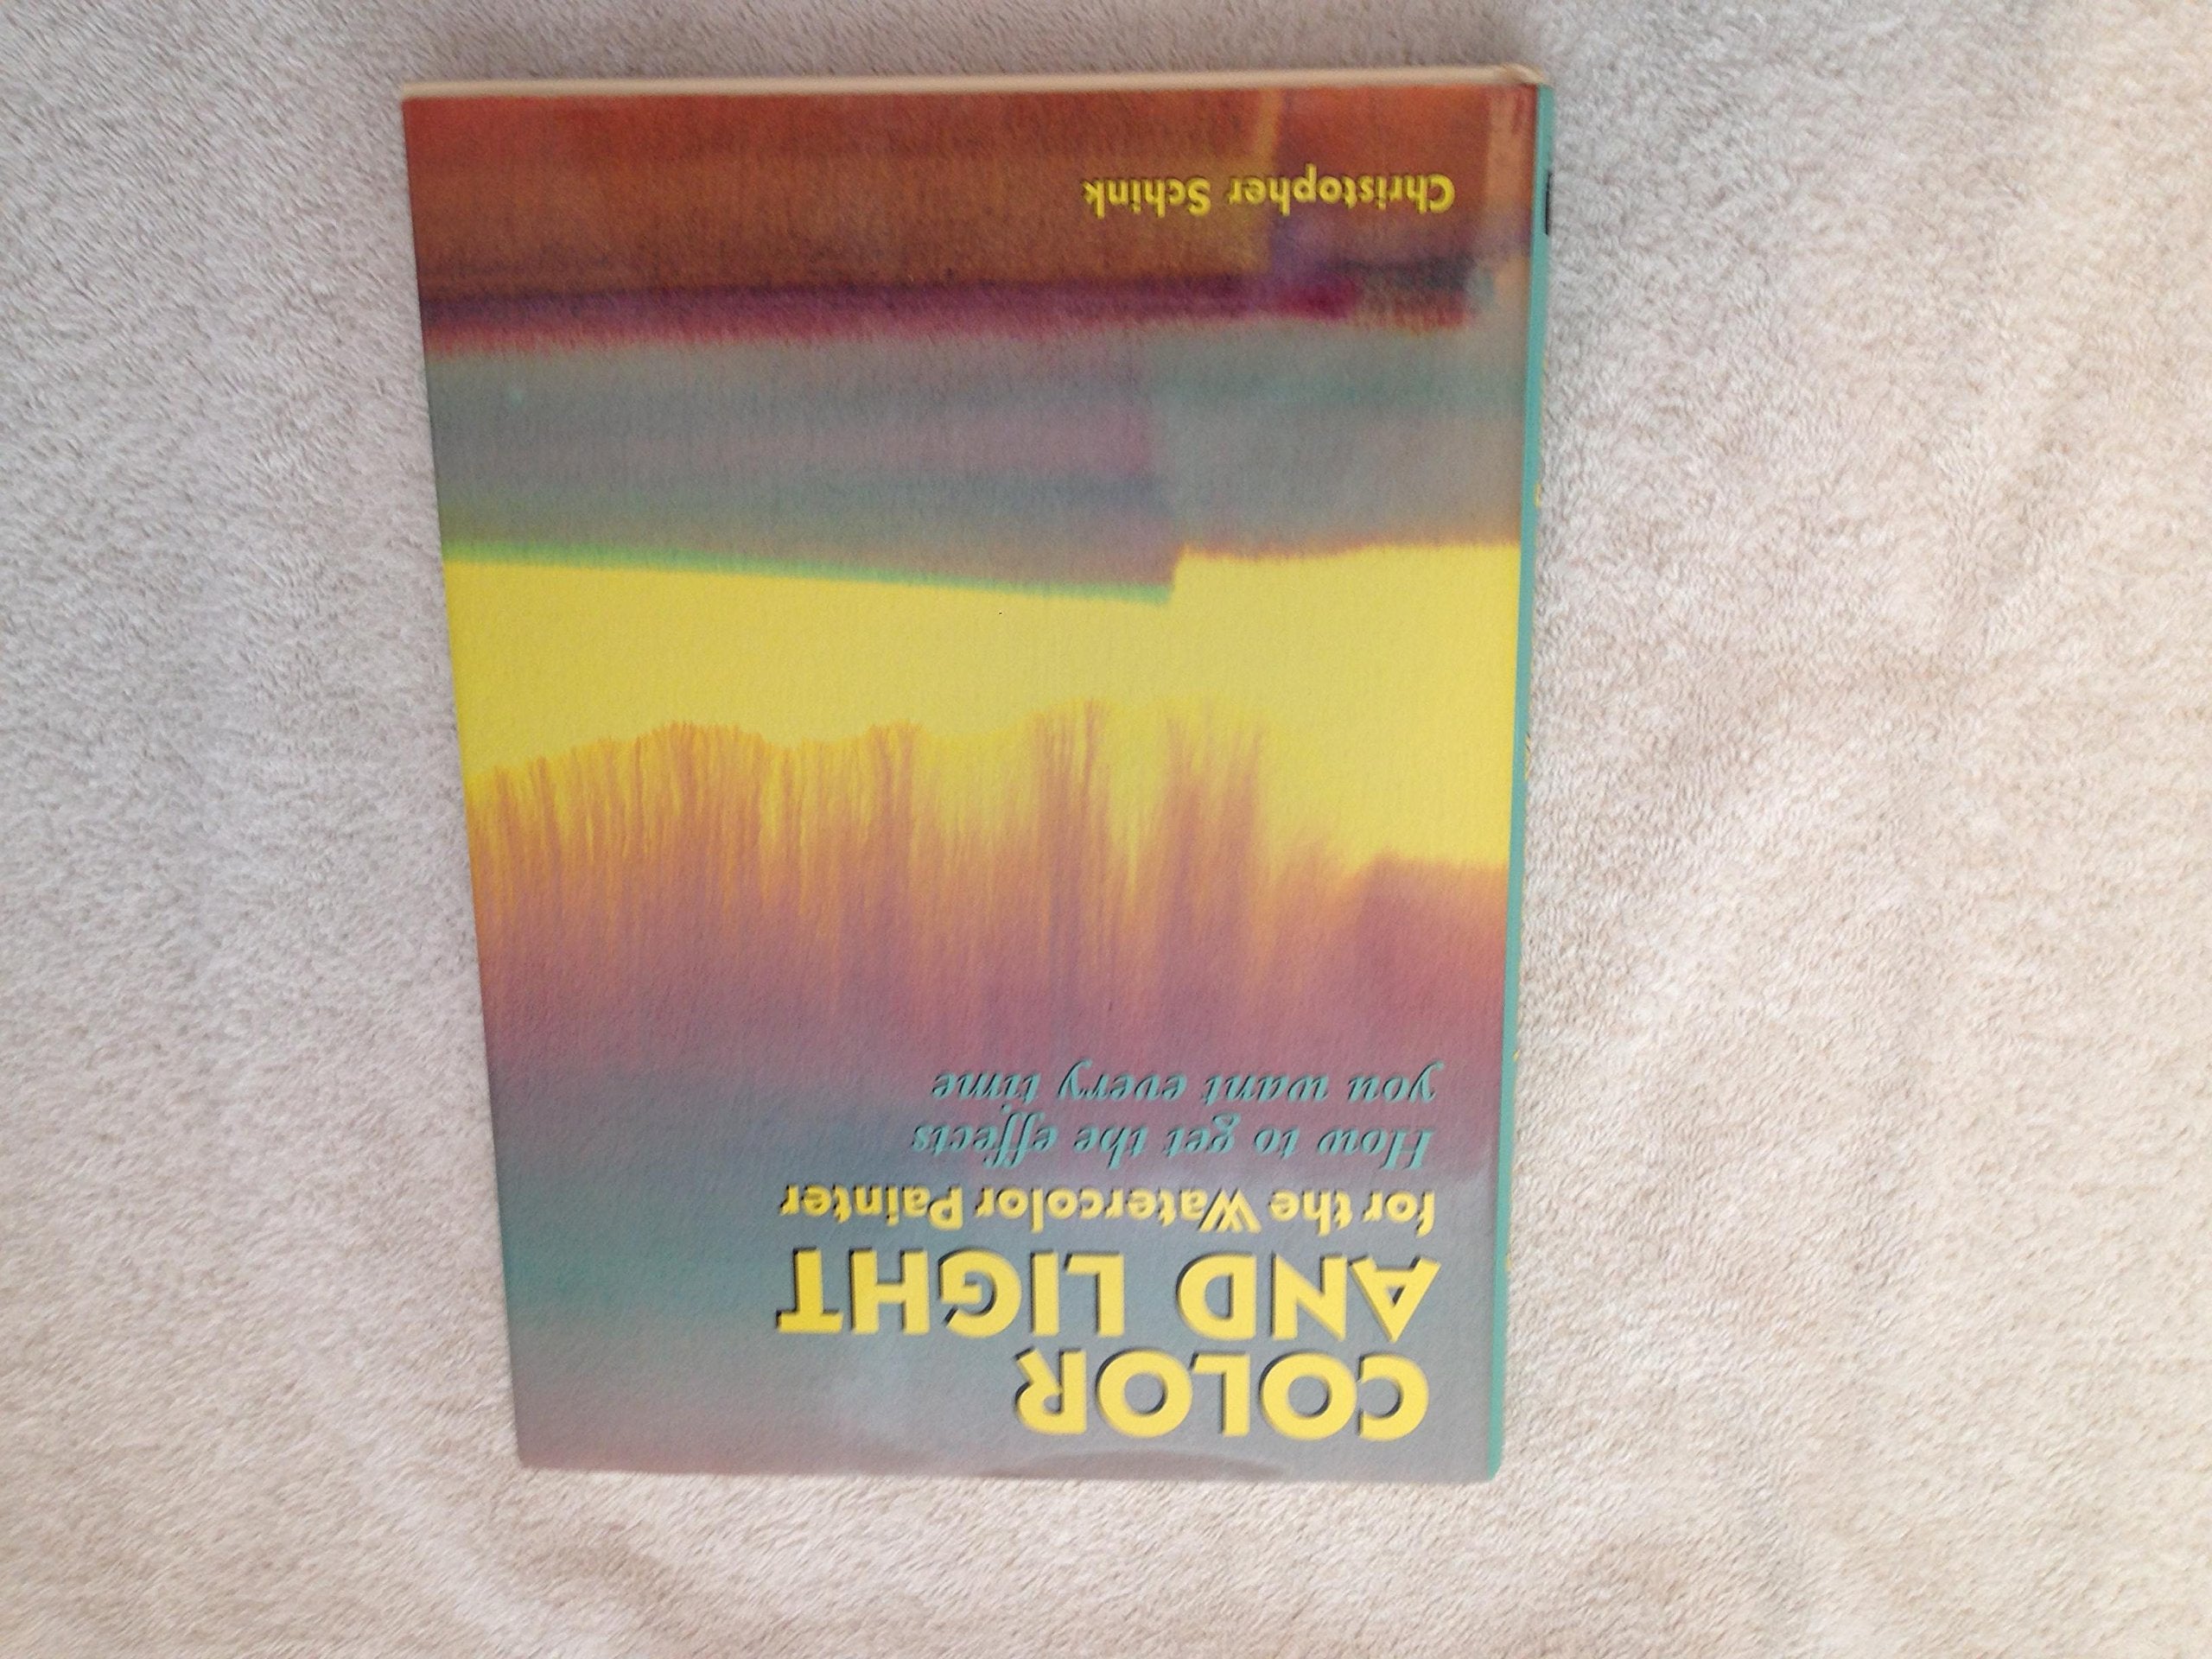 COLOR
AND LIGHT
for the Watercolor Painter
How to get the effects
you want every time
Christopher Schink